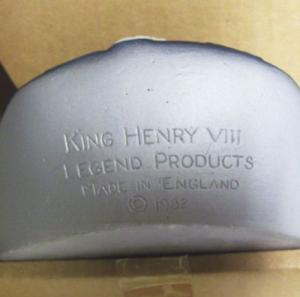 KING HENRY VIII
LEGEND PRODUCTS
MADE IN ENGLAND
© 1982